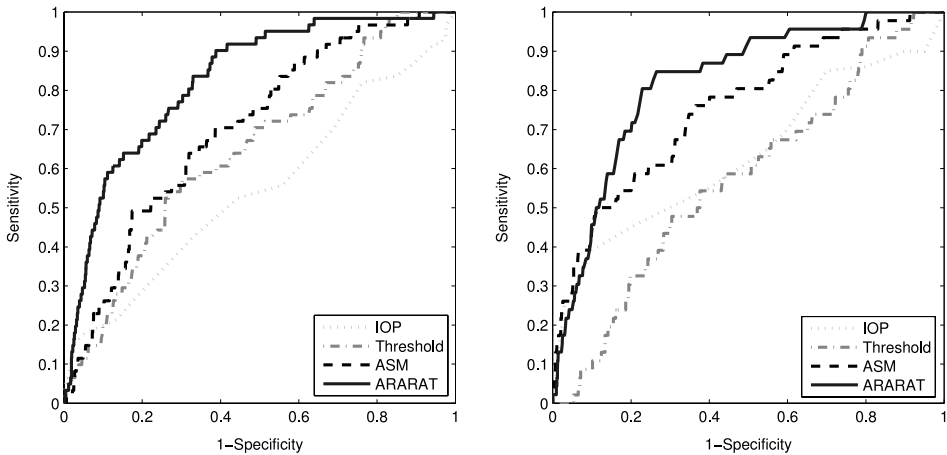 1
0.9
0.8
0.7
0.6
0.5
0.4
0.3
0.2
0.1
0
Sensitivity
0.2
0.4
0.6
0.8
1
1−Specificity
IOP
Threshold
ASM
ARARAT
1
0.9
0.8
0.7
0.6
0.5
0.4
0.3
0.2
0.1
0
Sensitivity
0
0.2
0.4
0.6
0.8
1
1−Specificity
IOP
Threshold
ASM
ARARAT